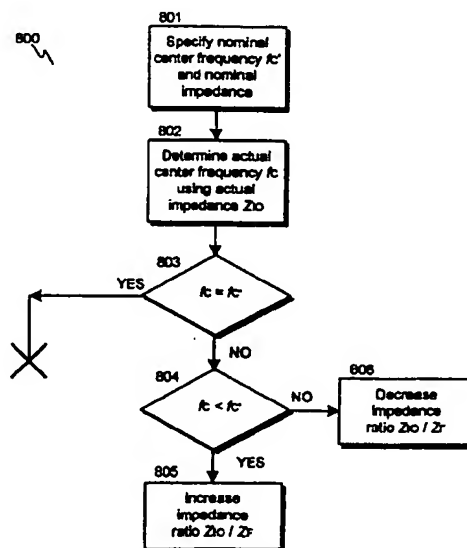 800
801
Specify nominal
center frequency fc'
and nominal
impedance
802
Determine actual
center frequency fc
using actual
impedance ZIO
803
YES
fc = fc'
NO
804
fc < fc'
NO
806
Decrease
impedance
ratio ZIO / ZF
YES
805
Increase
impedance
ratio ZIO / ZF